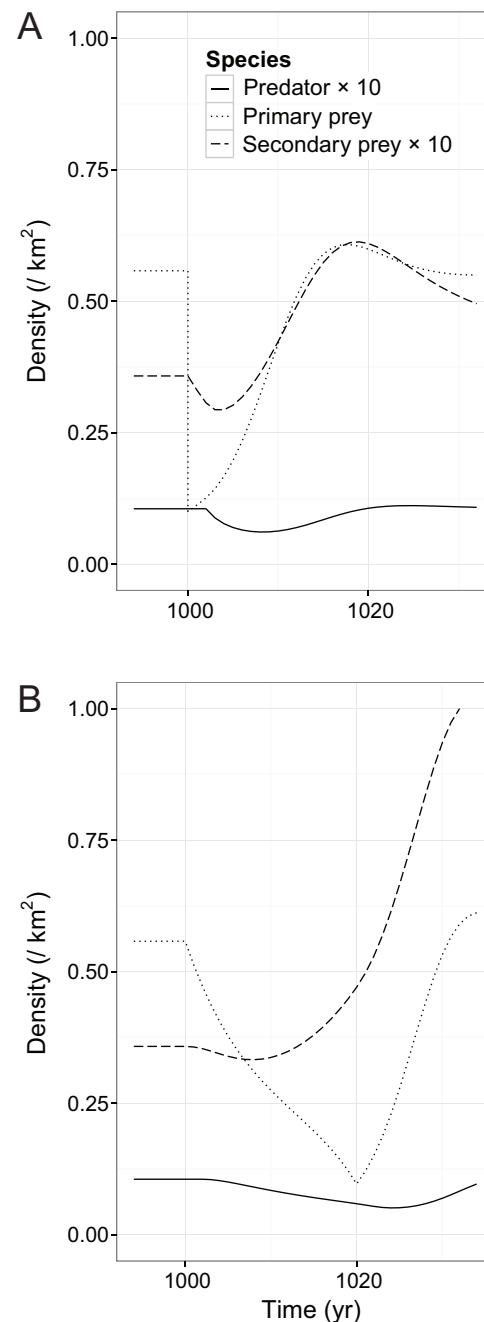 A
1.00
Species
Predator × 10
Primary prey
Secondary prey × 10
0.75
Density (/ km²)
0.50
0.25
0.00
1000
1020
B
1.00
0.75
Density (/ km²)
0.50
0.25
0.00
1000
1020
Time (yr)